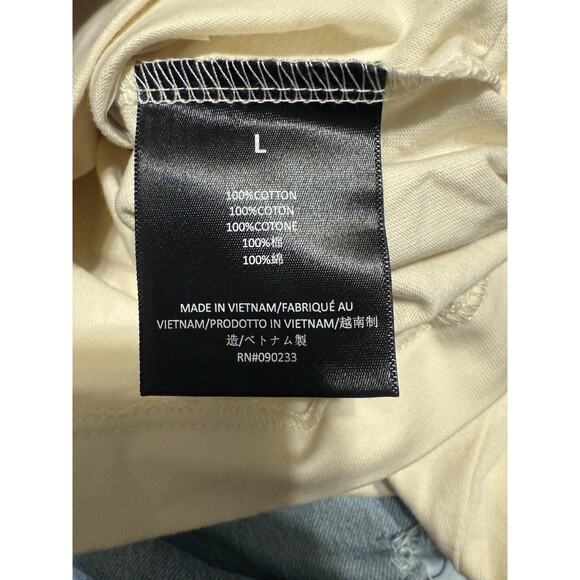 L
100%COTTON
100%COTON
100%COTONE
100%棉
100%綿
MADE IN VIETNAM/FABRIQUÉ AU
VIETNAM/PRODOTTO IN VIETNAM/越南制
造/ベトナム製
RN#090233